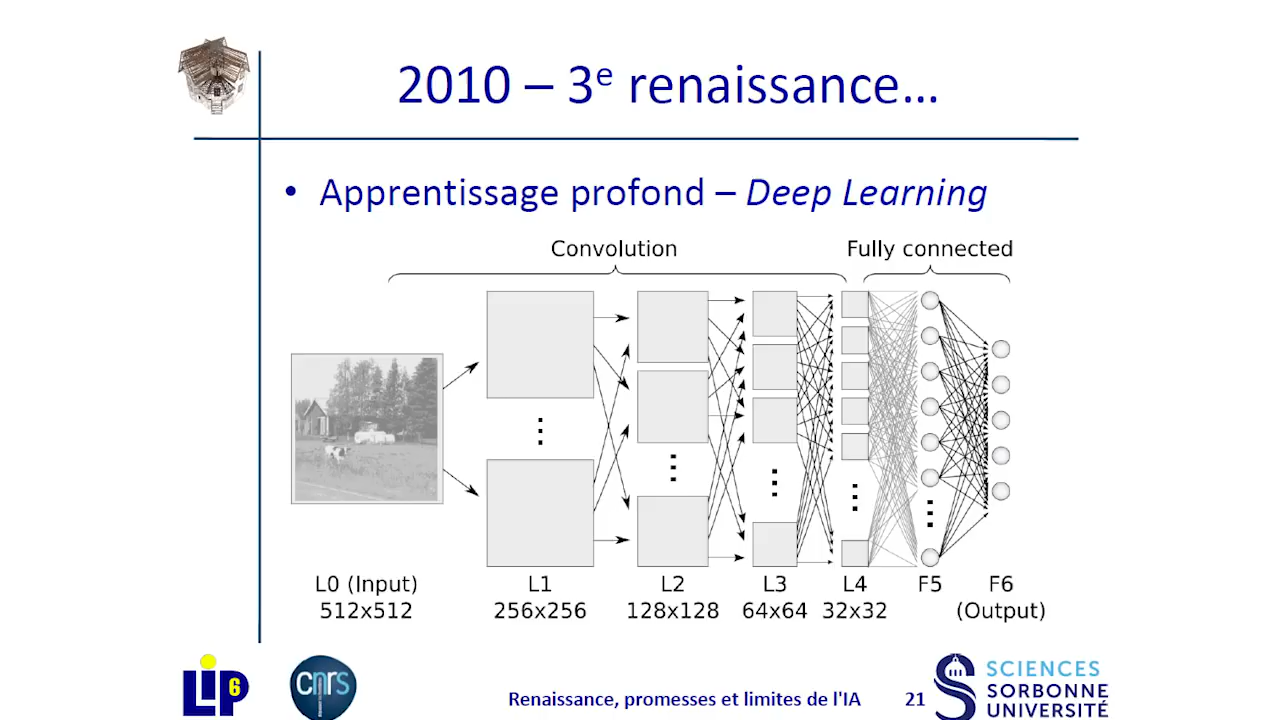 2010 – 3e renaissance…
• Apprentissage profond – Deep Learning
Convolution
Fully connected
L0 (Input)
512x512
L1
256x256
L2
128x128
L3
64x64
L4
32x32
F5
F6
(Output)
LIP6
cnrs
Renaissance, promesses et limites de l'IA
21
SCIENCES
SORBONNE
UNIVERSITÉ